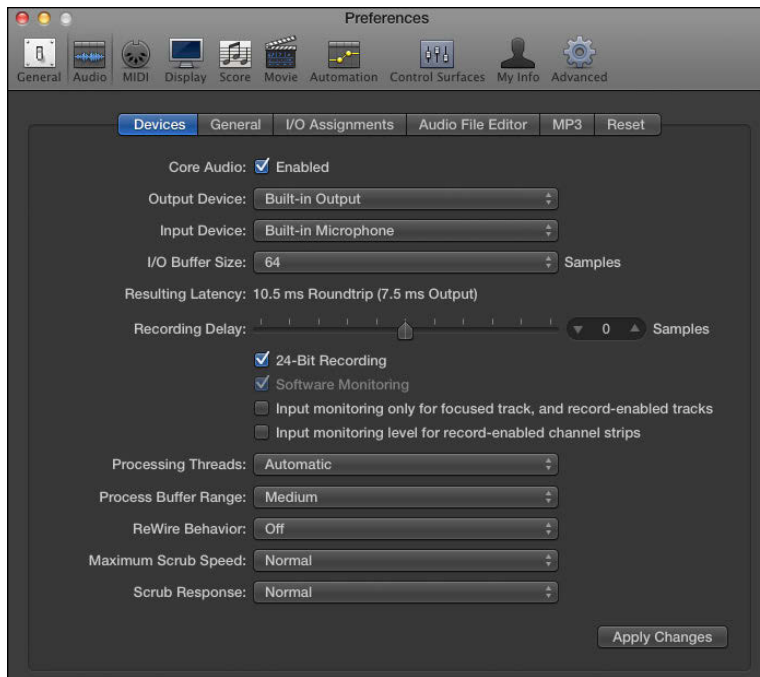 Preferences
General Audio MIDI Display Score Movie Automation Control Surfaces My Info Advanced
Devices General I/O Assignments Audio File Editor MP3 Reset
Core Audio: Enabled
Output Device: Built-in Output
Input Device: Built-in Microphone
I/O Buffer Size: 64 Samples
Resulting Latency: 10.5 ms Roundtrip (7.5 ms Output)
Recording Delay: 0 Samples
24-Bit Recording
Software Monitoring
Input monitoring only for focused track, and record-enabled tracks
Input monitoring level for record-enabled channel strips
Processing Threads: Automatic
Process Buffer Range: Medium
ReWire Behavior: Off
Maximum Scrub Speed: Normal
Scrub Response: Normal
Apply Changes